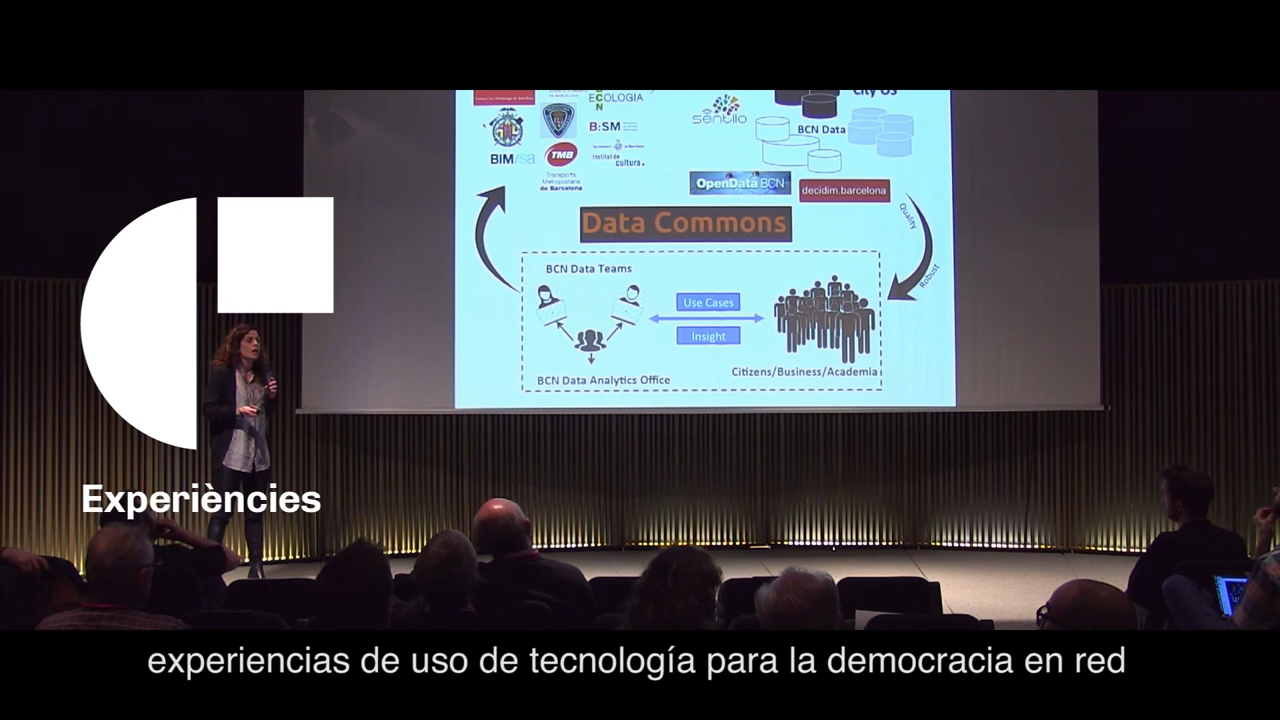 ECOLOGIA
B:SM
BIM/sa
TMB
Institut de
cultura.
Transports
Metropolitans
de Barcelona
sentilo
City OS
BCN Data
OpenData BCN
decidim.barcelona
Quality
Robust
Data Commons
BCN Data Teams
Use Cases
Insight
BCN Data Analytics Office
Citizens/Business/Academia
Experiències
experiencias de uso de tecnología para la democracia en red